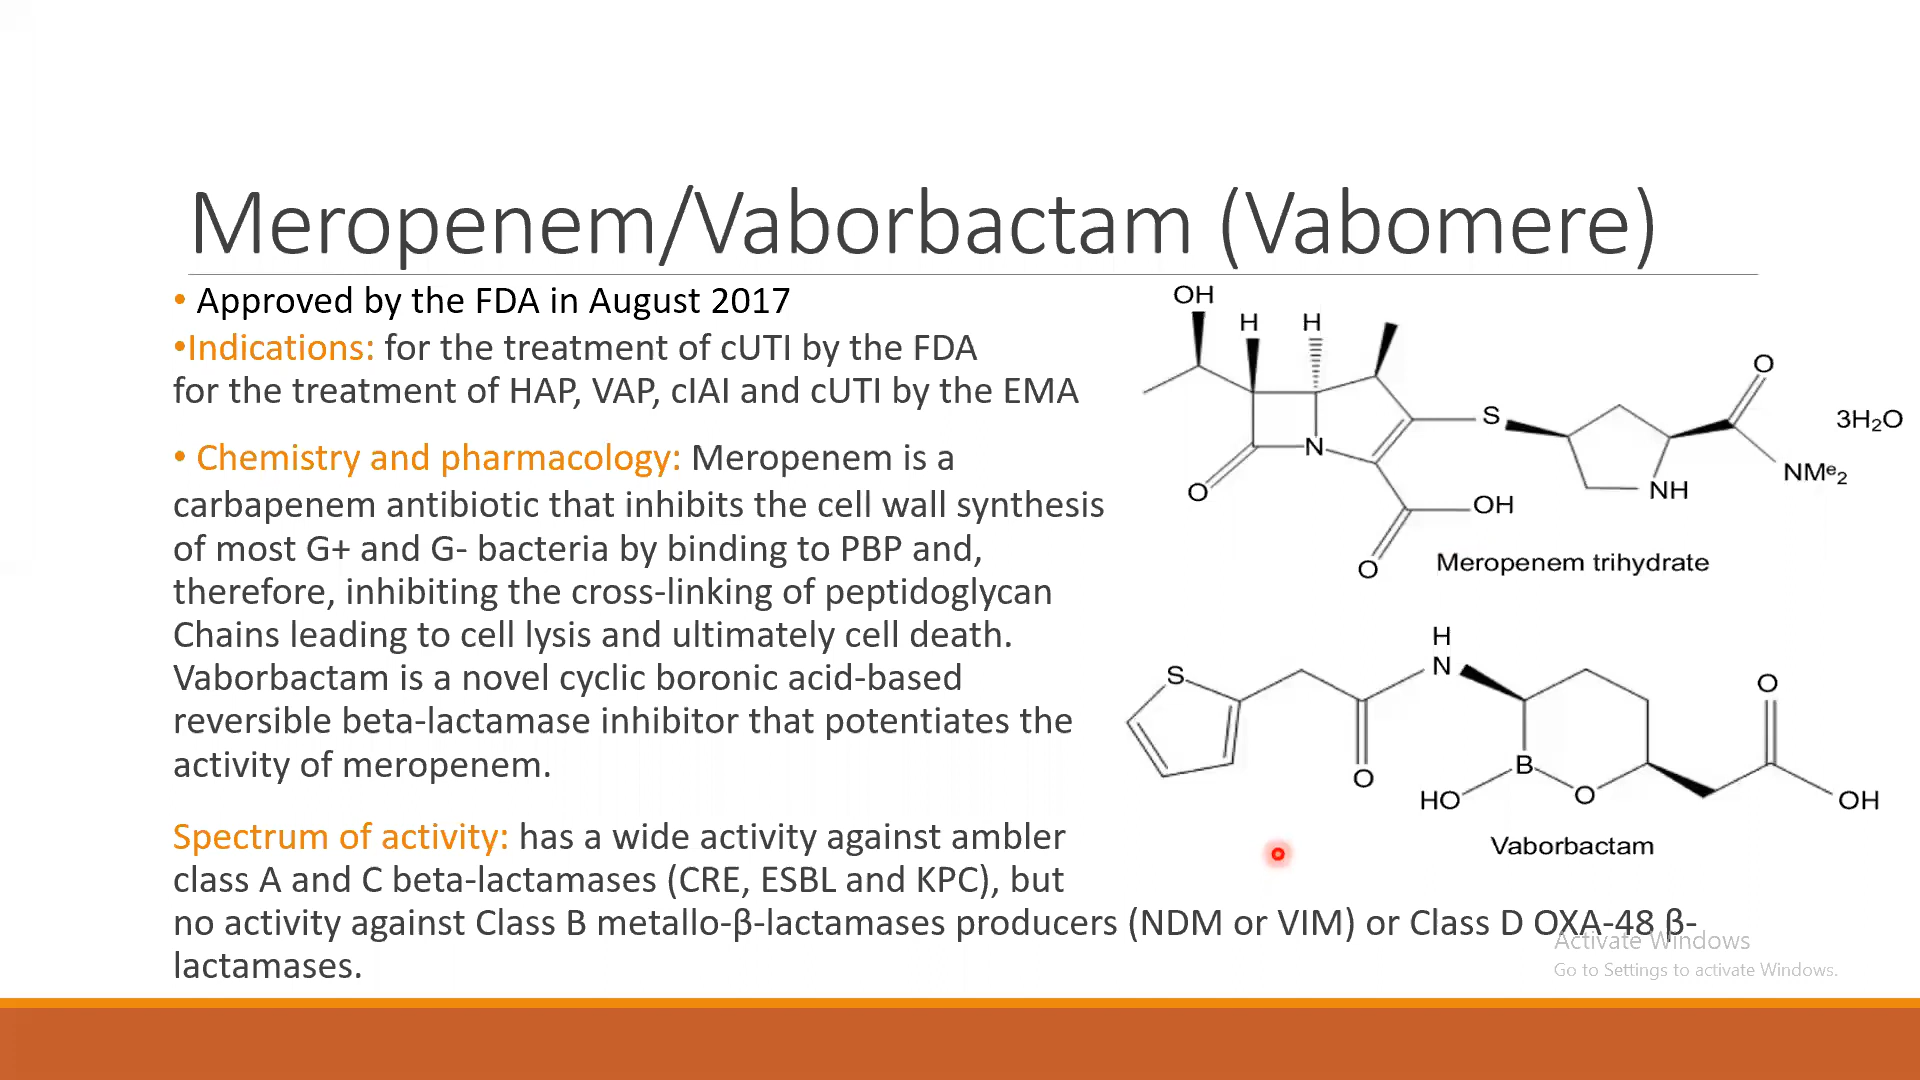 Meropenem/Vaborbactam (Vabomere)
• Approved by the FDA in August 2017
•Indications: for the treatment of cUTI by the FDA
for the treatment of HAP, VAP, cIAI and cUTI by the EMA
• Chemistry and pharmacology: Meropenem is a
carbapenem antibiotic that inhibits the cell wall synthesis
of most G+ and G- bacteria by binding to PBP and,
therefore, inhibiting the cross-linking of peptidoglycan
Chains leading to cell lysis and ultimately cell death.
Vaborbactam is a novel cyclic boronic acid-based
reversible beta-lactamase inhibitor that potentiates the
activity of meropenem.
Spectrum of activity: has a wide activity against ambler
class A and C beta-lactamases (CRE, ESBL and KPC), but
no activity against Class B metallo-β-lactamases producers (NDM or VIM) or Class D OXA-48 β-
lactamases.
OH
H H
O
S
3H₂O
N
NMe₂
O
NH
OH
O
Meropenem trihydrate
H
N
S
O
O
B
HO
O
OH
Vaborbactam
Activate Windows
Go to Settings to activate Windows.